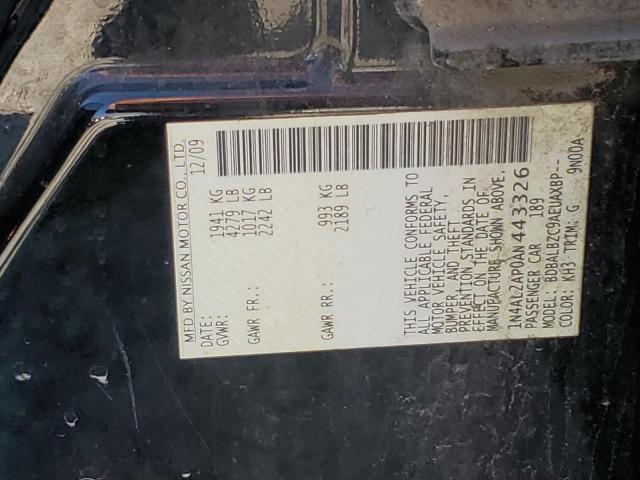 MFD BY NISSAN MOTOR CO., LTD.
DATE: 12/09
GVWR: 1941 KG
4279 LB
GAWR FR.: 1017 KG
2242 LB
GAWR RR.: 993 KG
2189 LB
THIS VEHICLE CONFORMS TO
ALL APPLICABLE FEDERAL
MOTOR VEHICLE SAFETY,
BUMPER, AND THEFT
PREVENTION STANDARDS IN
EFFECT ON THE DATE OF
MANUFACTURE SHOWN ABOVE.
1N4AL2AP0AN443326
PASSENGER CAR 189
MODEL: BDBALBZC9AEUAXBP--
COLOR: KH3 TRIM: G 9N00A